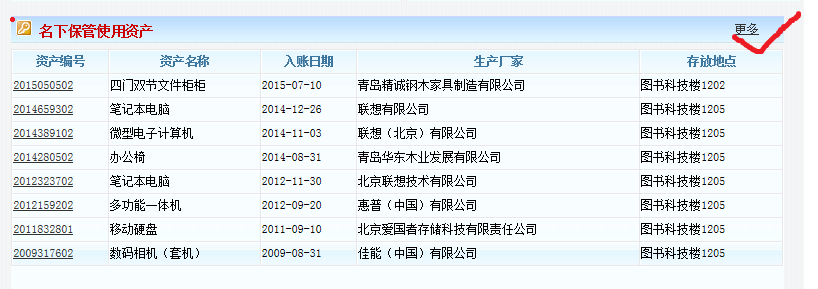 名下保管使用资产 更多
资产编号 资产名称 入账日期 生产厂家 存放地点
2015050502 四门双节文件柜柜 2015-07-10 青岛精诚钢木家具制造有限公司 图书科技楼1202
2014659302 笔记本电脑 2014-12-26 联想有限公司 图书科技楼1205
2014389102 微型电子计算机 2014-11-03 联想（北京）有限公司 图书科技楼1205
2014280502 办公椅 2014-08-31 青岛华东木业发展有限公司 图书科技楼1205
2012323702 笔记本电脑 2012-11-30 北京联想技术有限公司 图书科技楼1205
2012159202 多功能一体机 2012-09-20 惠普（中国）有限公司 图书科技楼1205
2011832801 移动硬盘 2011-09-10 北京爱国者存储科技有限责任公司 图书科技楼1205
2009317602 数码相机（套机） 2009-08-31 佳能（中国）有限公司 图书科技楼1205